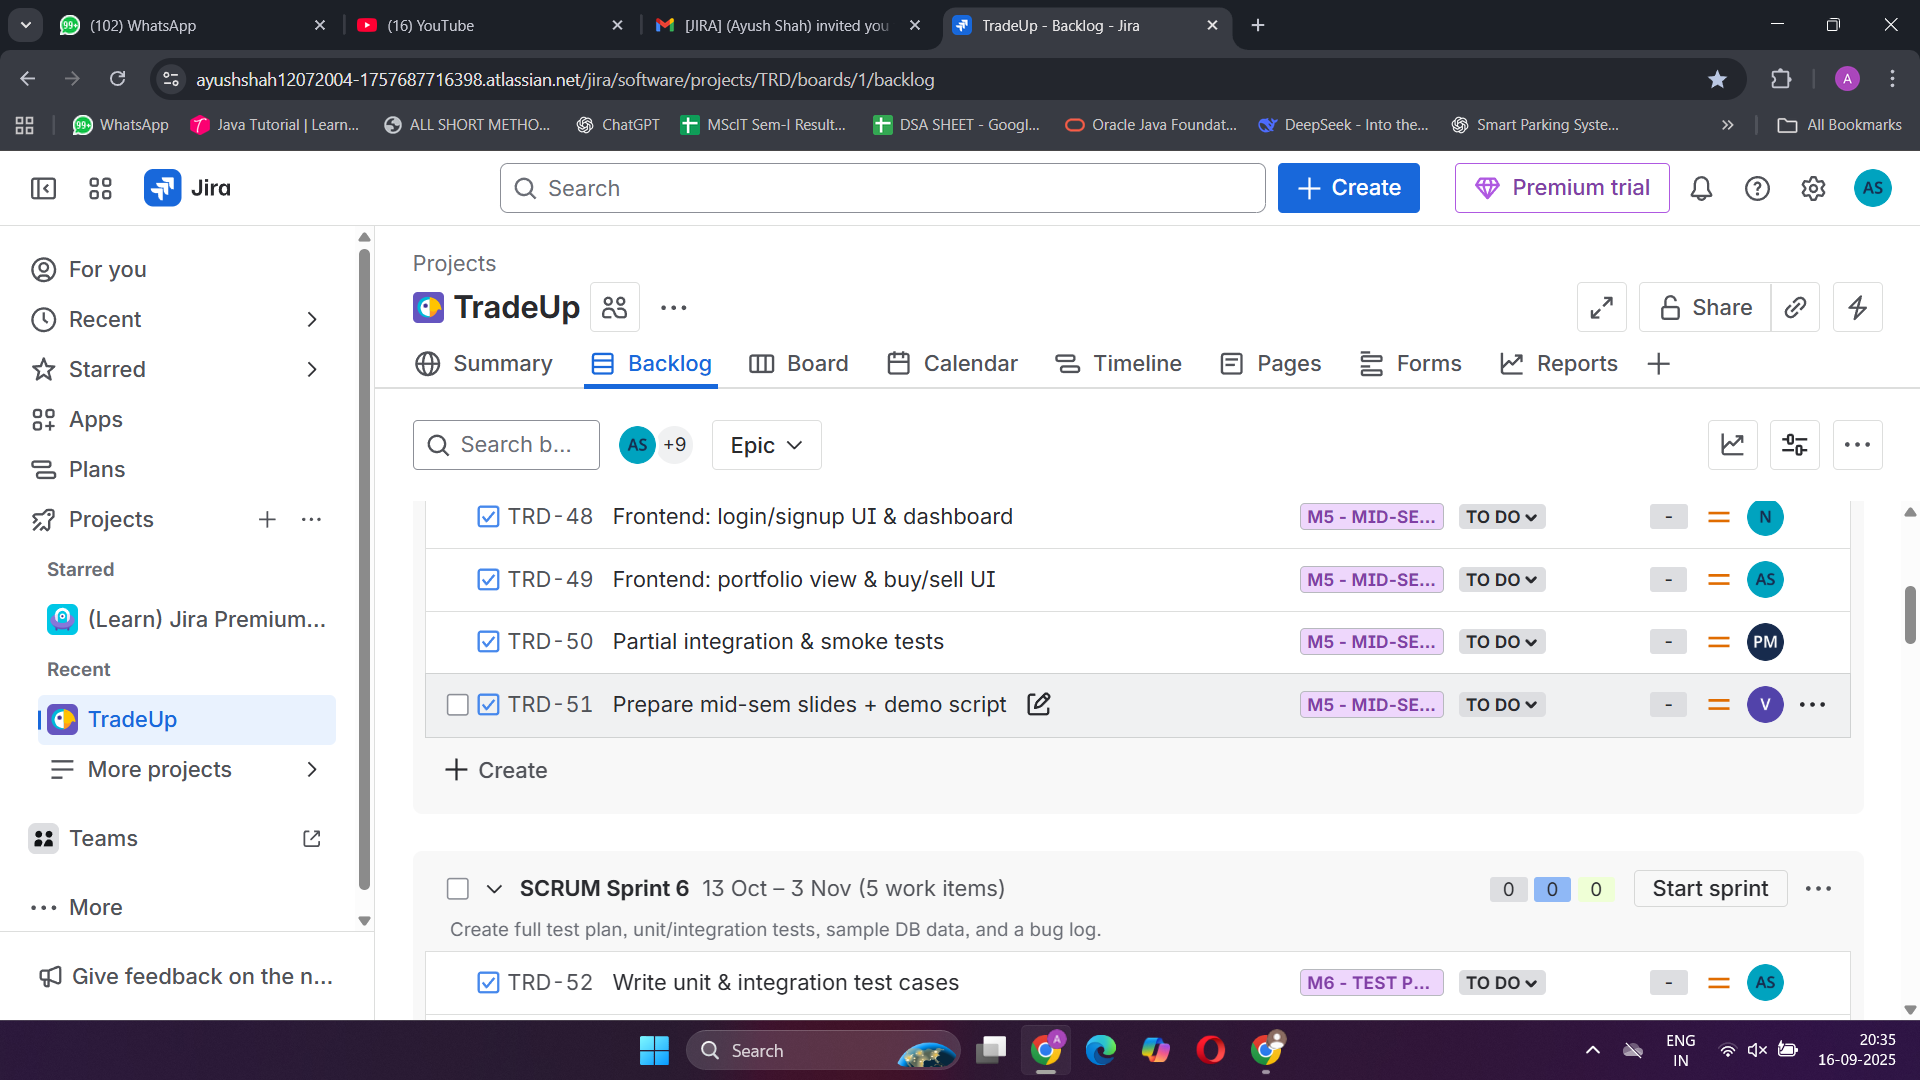 99+ (102) WhatsApp
(16) YouTube
[JIRA] (Ayush Shah) invited you
TradeUp - Backlog - Jira
ayushshah12072004-1757687716398.atlassian.net/jira/software/projects/TRD/boards/1/backlog
A
99+ WhatsApp
Java Tutorial | Learn...
ALL SHORT METHO...
ChatGPT
MScIT Sem-I Result...
DSA SHEET - Googl...
Oracle Java Foundat...
DeepSeek - Into the...
Smart Parking Syste...
All Bookmarks
Jira
Search
Create
Premium trial
AS
For you
Recent
Starred
Apps
Plans
Projects
Starred
(Learn) Jira Premium...
Recent
TradeUp
More projects
Teams
More
Give feedback on the n...
Projects
TradeUp
Share
Summary
Backlog
Board
Calendar
Timeline
Pages
Forms
Reports
Search b...
AS +9
Epic
TRD-48 Frontend: login/signup UI & dashboard M5 - MID-SE... TO DO - N
TRD-49 Frontend: portfolio view & buy/sell UI M5 - MID-SE... TO DO - AS
TRD-50 Partial integration & smoke tests M5 - MID-SE... TO DO - PM
TRD-51 Prepare mid-sem slides + demo script M5 - MID-SE... TO DO - V
Create
SCRUM Sprint 6 13 Oct – 3 Nov (5 work items) 0 0 0 Start sprint
Create full test plan, unit/integration tests, sample DB data, and a bug log.
TRD-52 Write unit & integration test cases M6 - TEST P... TO DO - AS
Search
A
ENG
IN
20:35
16-09-2025